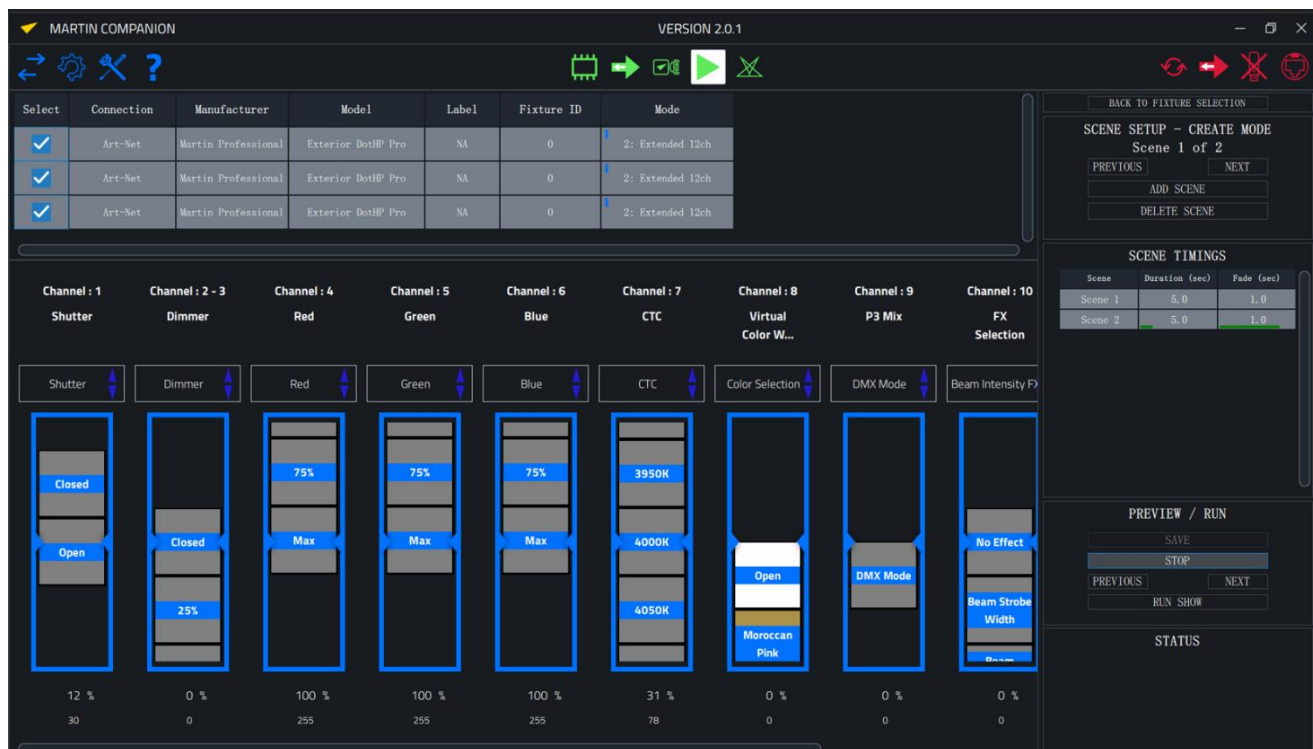 MARTIN COMPANION VERSION 2.0.1
Select Connection Manufacturer Model Label Fixture ID Mode
Art-Net Martin Professional Exterior DotHP Pro NA 0 2: Extended 12ch
Art-Net Martin Professional Exterior DotHP Pro NA 0 2: Extended 12ch
Art-Net Martin Professional Exterior DotHP Pro NA 0 2: Extended 12ch
BACK TO FIXTURE SELECTION
SCENE SETUP - CREATE MODE
Scene 1 of 2
PREVIOUS NEXT
ADD SCENE
DELETE SCENE
SCENE TIMINGS
Scene Duration (sec) Fade (sec)
Scene 1 5.0 1.0
Scene 2 5.0 1.0
Channel : 1 Channel : 2 - 3 Channel : 4 Channel : 5 Channel : 6 Channel : 7 Channel : 8 Channel : 9 Channel : 10
Shutter Dimmer Red Green Blue CTC Virtual P3 Mix FX
Color W... Selection
Shutter Dimmer Red Green Blue CTC Color Selection DMX Mode Beam Intensity FX
75% 75% 75% 3950K
Closed
Open Closed Max Max Max 4000K No Effect
Open DMX Mode
25% 4050K Beam Strobe
Width
Moroccan
Pink
12 % 0 % 100 % 100 % 100 % 31 % 0 % 0 % 0 %
30 0 255 255 255 78 0 0 0
PREVIEW / RUN
SAVE
STOP
PREVIOUS NEXT
RUN SHOW
STATUS